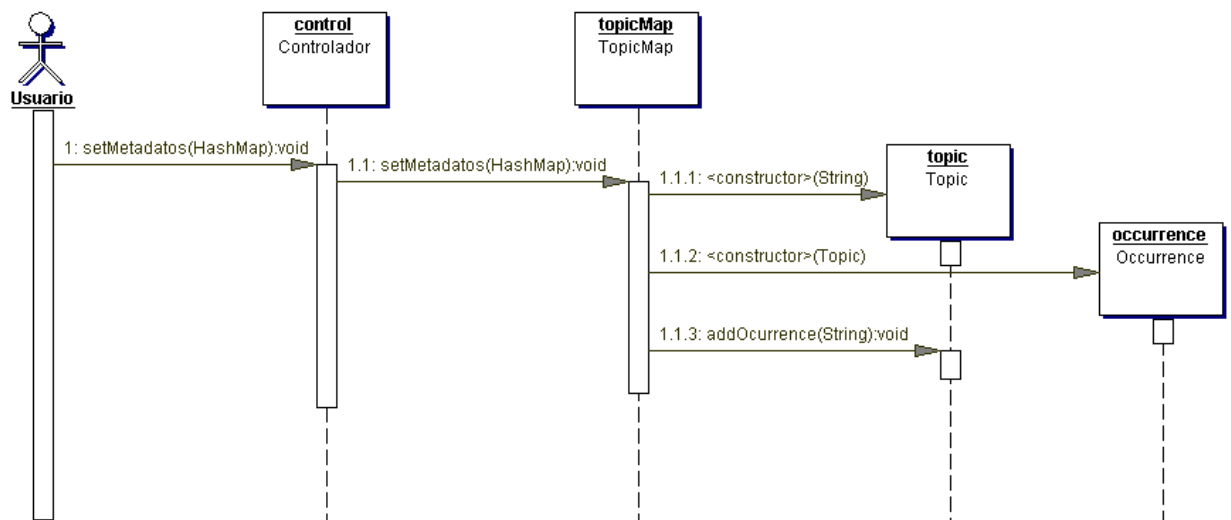 control
Controlador
topicMap
TopicMap
Usuario
1: setMetadatos(HashMap):void
1.1: setMetadatos(HashMap):void
topic
Topic
1.1.1: <constructor>(String)
occurrence
Occurrence
1.1.2: <constructor>(Topic)
1.1.3: addOcurrence(String):void